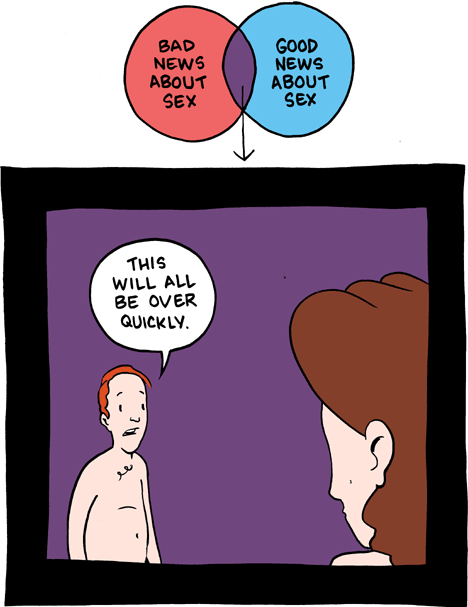 BAD
NEWS
ABOUT
SEX
GOOD
NEWS
ABOUT
SEX
THIS
WILL ALL
BE OVER
QUICKLY.